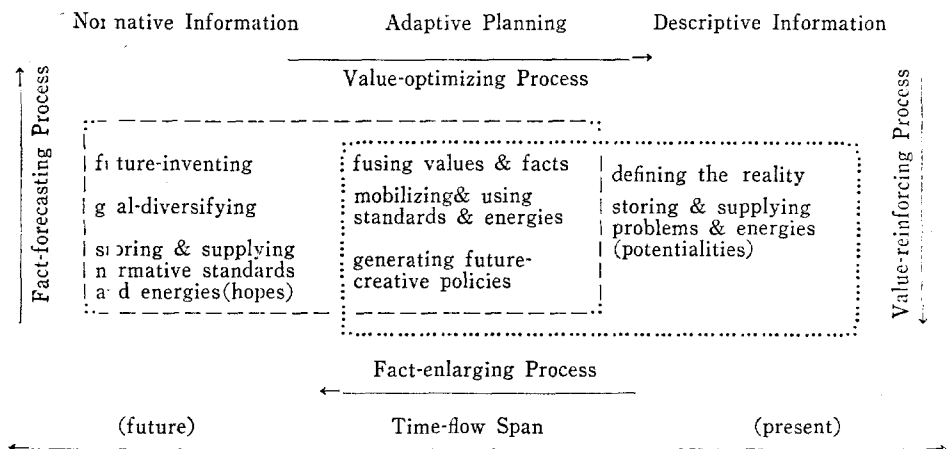 Normative Information
Adaptive Planning
Descriptive Information
Value-optimizing Process
Fact-forecasting Process
future-inventing
goal-diversifying
storing & supplying
normative standards
and energies(hopes)
fusing values & facts
mobilizing& using
standards & energies
generating future-
creative policies
defining the reality
storing & supplying
problems & energies
(potentialities)
Value-reinforcing Process
Fact-enlarging Process
(future)
Time-flow Span
(present)